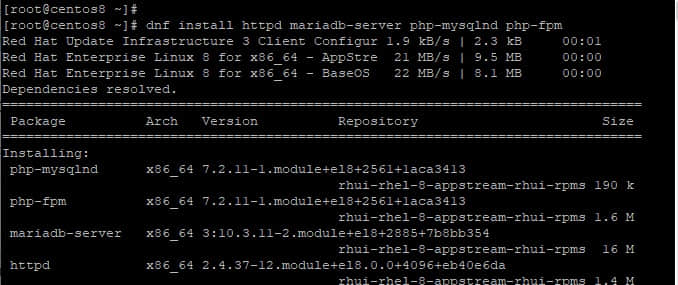 [root@centos8 ~]#
[root@centos8 ~]# dnf install httpd mariadb-server php-mysqlnd php-fpm
Red Hat Update Infrastructure 3 Client Configur 1.9 kB/s | 2.3 kB     00:01
Red Hat Enterprise Linux 8 for x86_64 - AppStre  21 MB/s | 9.5 MB     00:00
Red Hat Enterprise Linux 8 for x86_64 - BaseOS   22 MB/s | 8.1 MB     00:00
Dependencies resolved.
================================================================================
Package          Arch   Version          Repository                       Size
================================================================================
Installing:
php-mysqlnd     x86_64 7.2.11-1.module+el8+2561+1aca3413
rhui-rhel-8-appstream-rhui-rpms 190 k
php-fpm         x86_64 7.2.11-1.module+el8+2561+1aca3413
rhui-rhel-8-appstream-rhui-rpms 1.6 M
mariadb-server  x86_64 3:10.3.11-2.module+el8+2885+7b8bb354
rhui-rhel-8-appstream-rhui-rpms  16 M
httpd           x86_64 2.4.37-12.module+el8.0.0+4096+eb40e6da
rhui-rhel-8-appstream-rhui-rpms 1.4 M